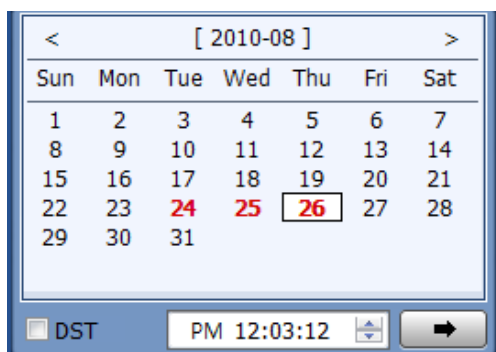 < [ 2010-08 ] >
Sun Mon Tue Wed Thu Fri Sat
1 2 3 4 5 6 7
8 9 10 11 12 13 14
15 16 17 18 19 20 21
22 23 24 25 26 27 28
29 30 31
DST PM 12:03:12